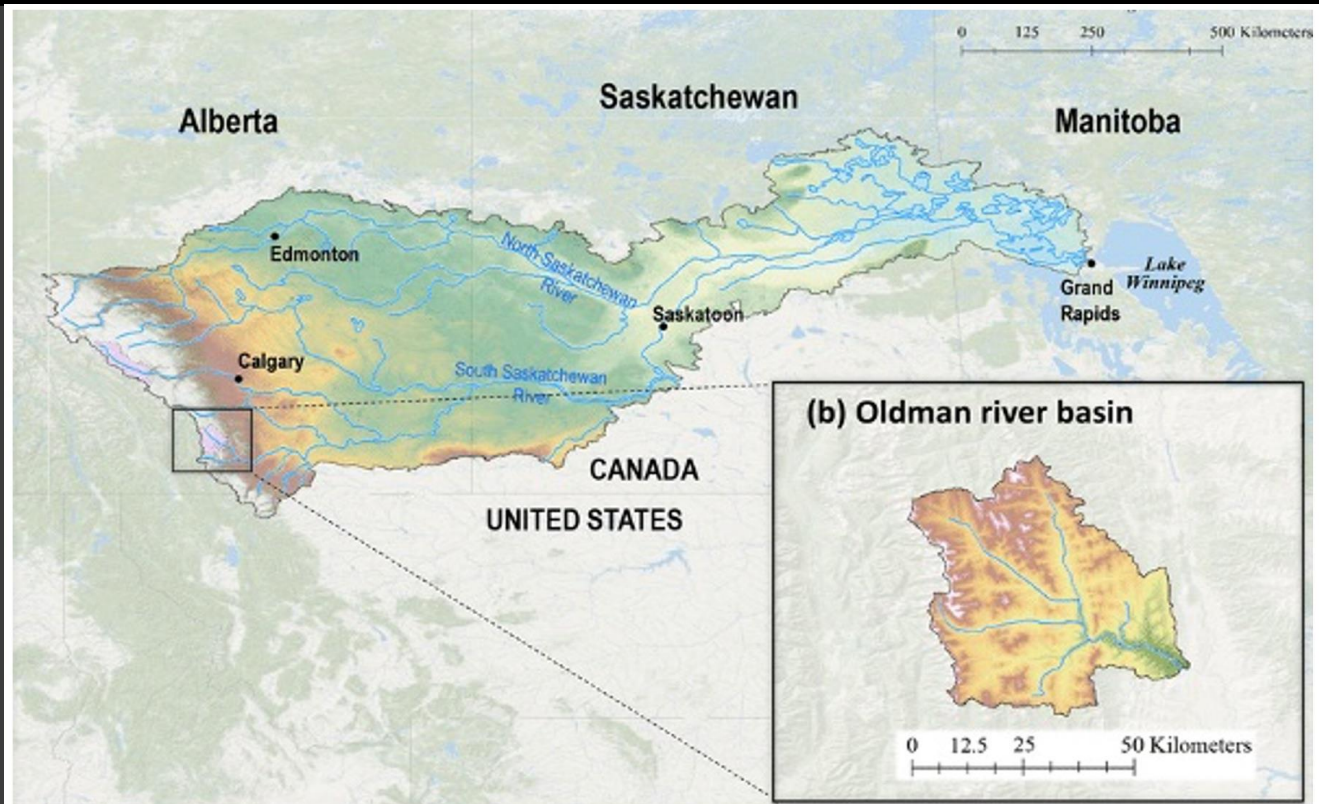 0 125 250 500 Kilometers
Saskatchewan
Alberta
Manitoba
Edmonton
North Saskatchewan
River
Lake
Winnipeg
Grand
Rapids
Saskatoon
Calgary
South Saskatchewan
River
(b) Oldman river basin
CANADA
UNITED STATES
0 12.5 25 50 Kilometers